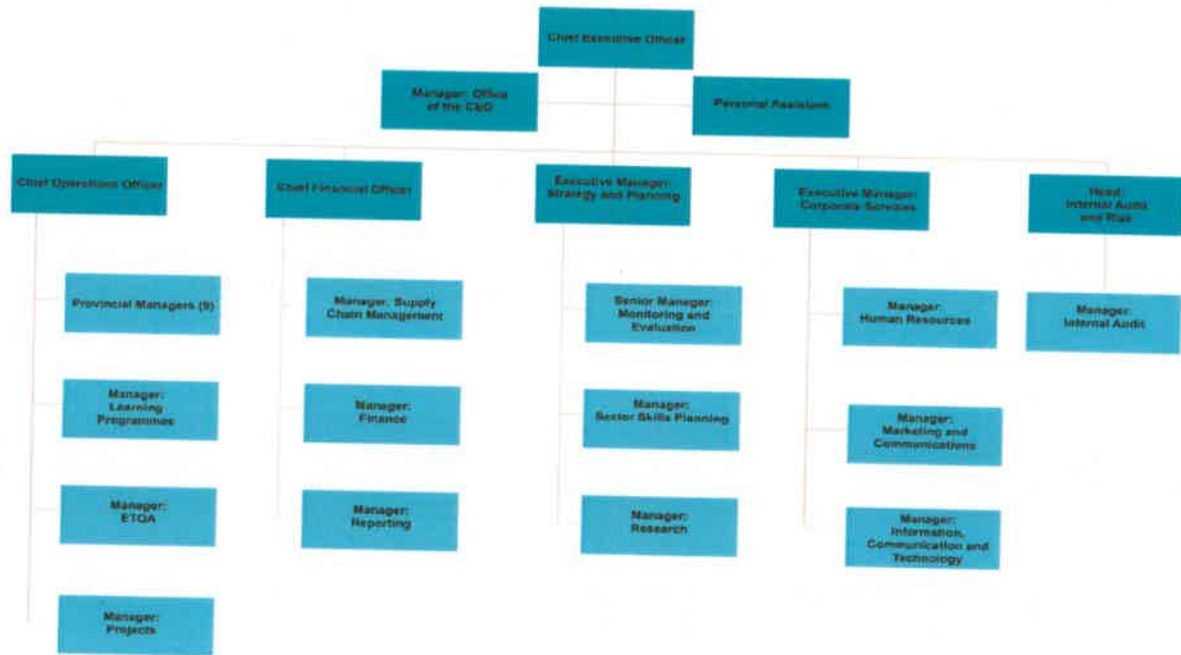 Chief Executive Officer
Manager: Office
of the CEO
Personal Assistant
Chief Operations Officer
Chief Financial Officer
Executive Manager:
Strategy and Planning
Executive Manager:
Corporate Services
Head:
Internal Audit
and Risk
Provincial Managers (9)
Manager: Supply
Chain Management
Senior Manager:
Monitoring and
Evaluation
Manager:
Human Resources
Manager:
Internal Audit
Manager:
Learning
Programmes
Manager:
Finance
Manager:
Sector Skills Planning
Manager:
Marketing and
Communications
Manager:
ETQA
Manager:
Reporting
Manager:
Research
Manager:
Information,
Communication and
Technology
Manager:
Projects